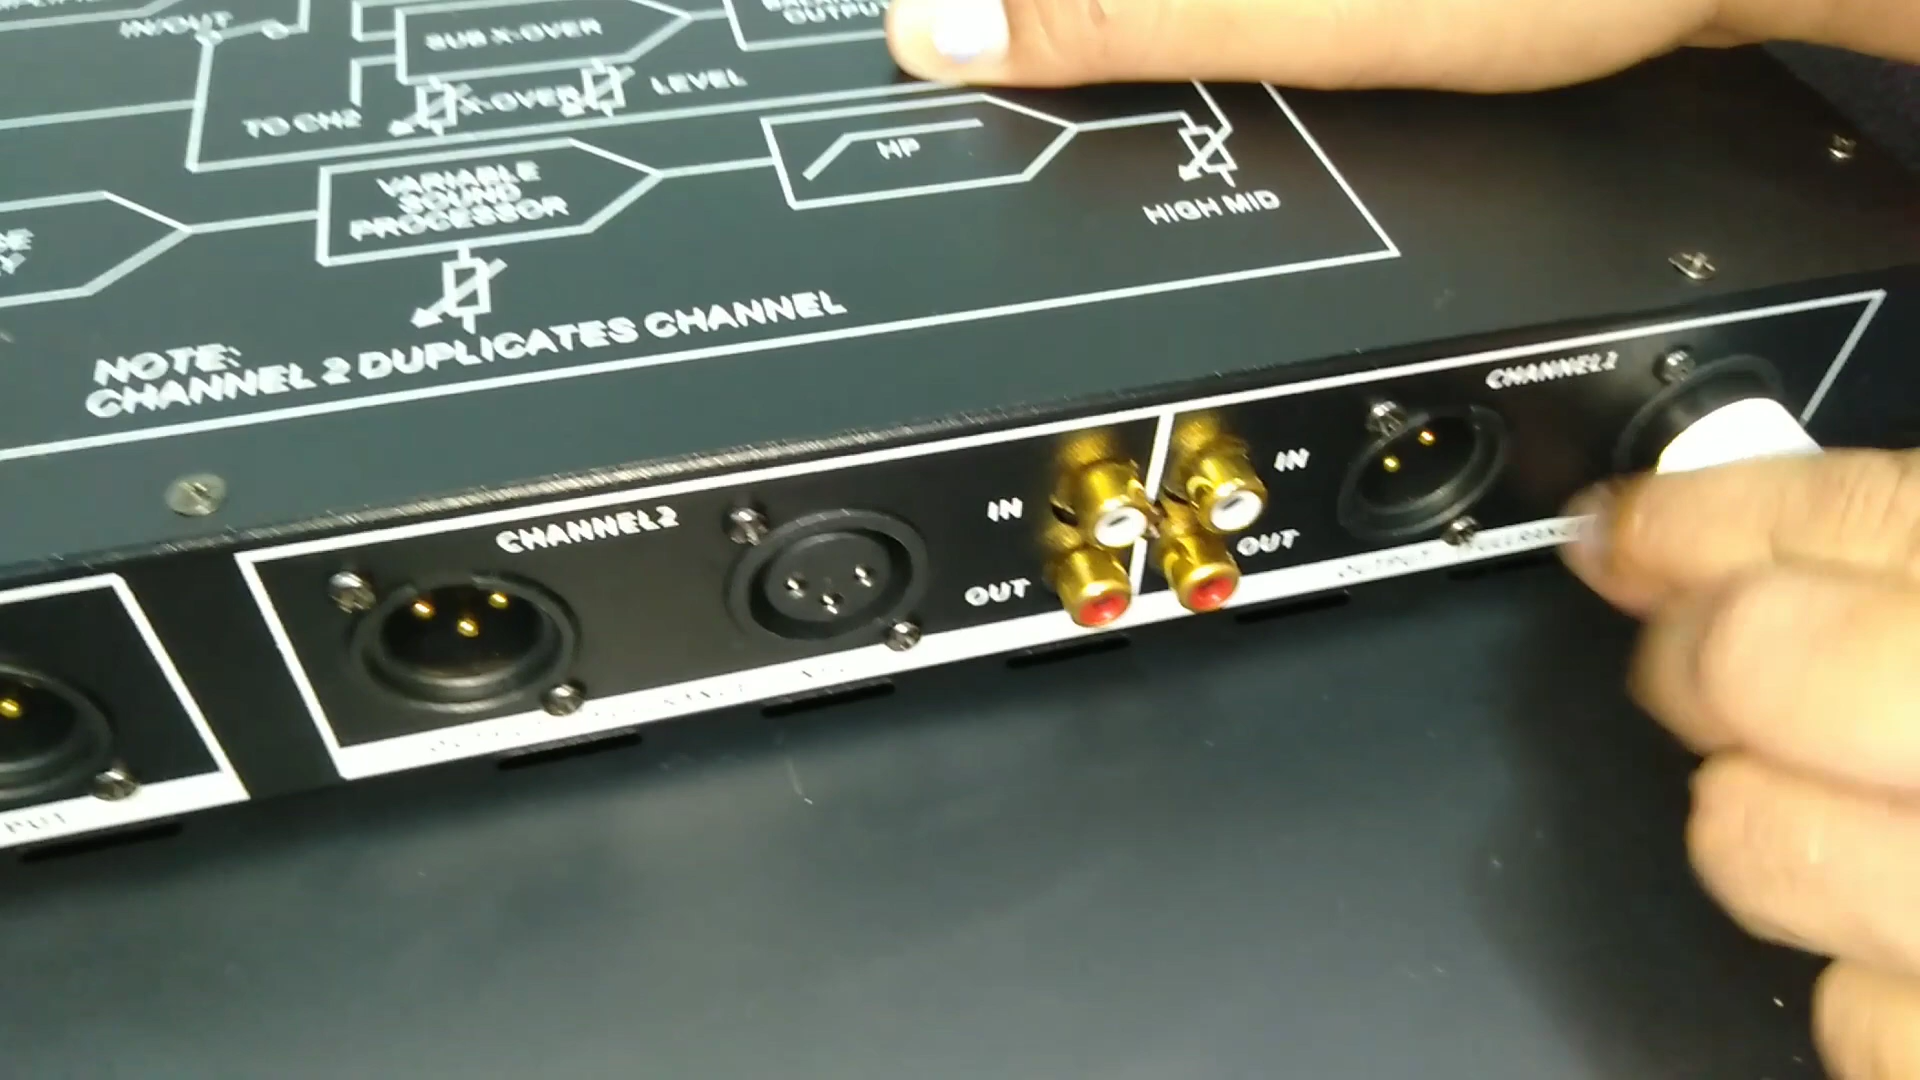 IN/OUT
SUB X-OVER
OUTPUT
TO CH2
X-OVER
LEVEL
VARIABLE
SOUND
PROCESSOR
HP
HIGH MID
NOTE:
CHANNEL 2 DUPLICATES CHANNEL
CHANNEL2
IN
OUT
IN
OUT
CHANNEL2